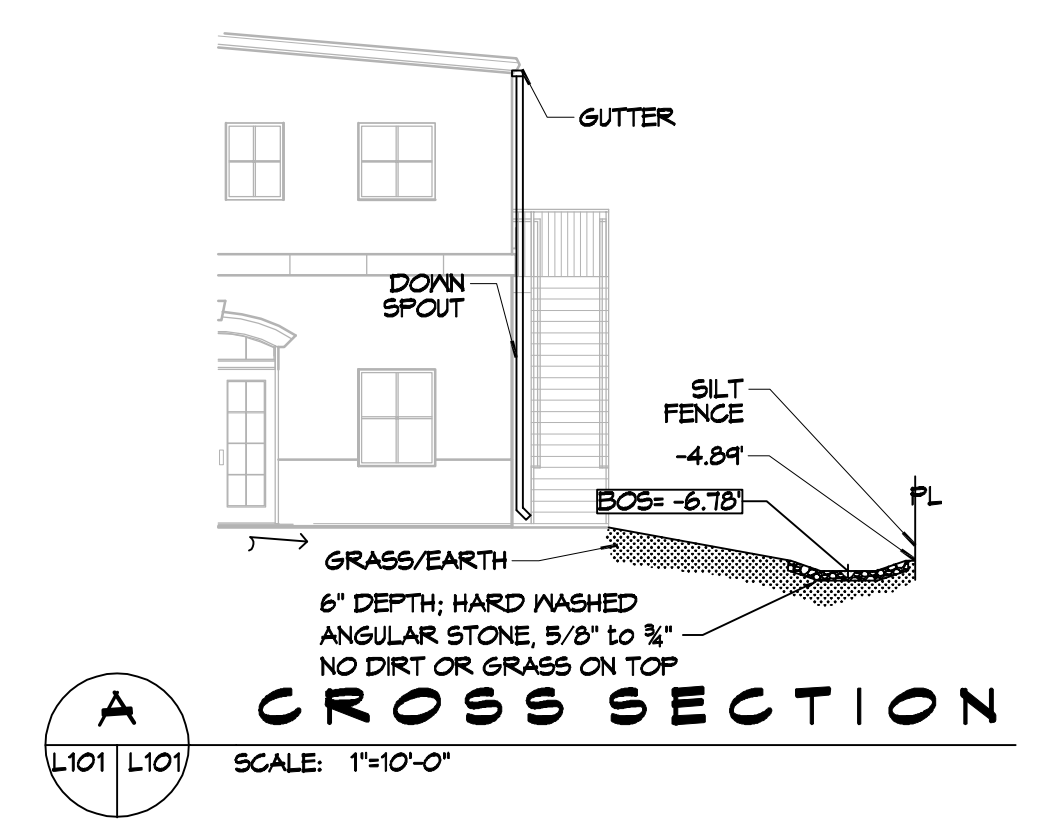 GUTTER
DOWN
SPOUT
SILT
FENCE
-4.89'
BOS= -6.78'
PL
GRASS/EARTH
6" DEPTH; HARD WASHED
ANGULAR STONE, 5/8" to ¾"
NO DIRT OR GRASS ON TOP
A
CROSS SECTION
L101 L101
SCALE: 1"=10'-0"